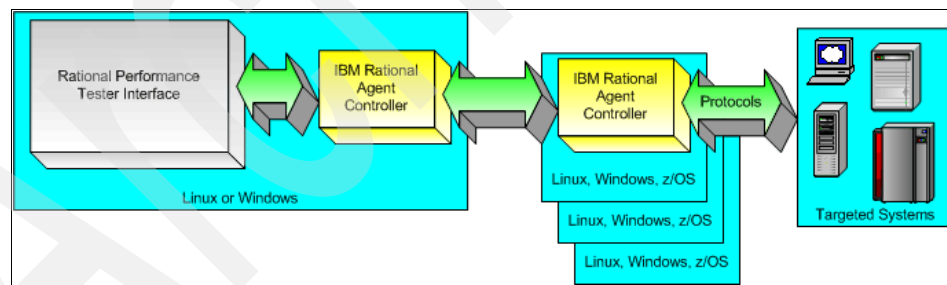 Rational Performance
Tester Interface
IBM Rational
Agent
Controller
Linux or Windows
IBM Rational
Agent
Controller
Linux, Windows, z/OS
Linux, Windows, z/OS
Linux, Windows, z/OS
Protocols
Targeted Systems